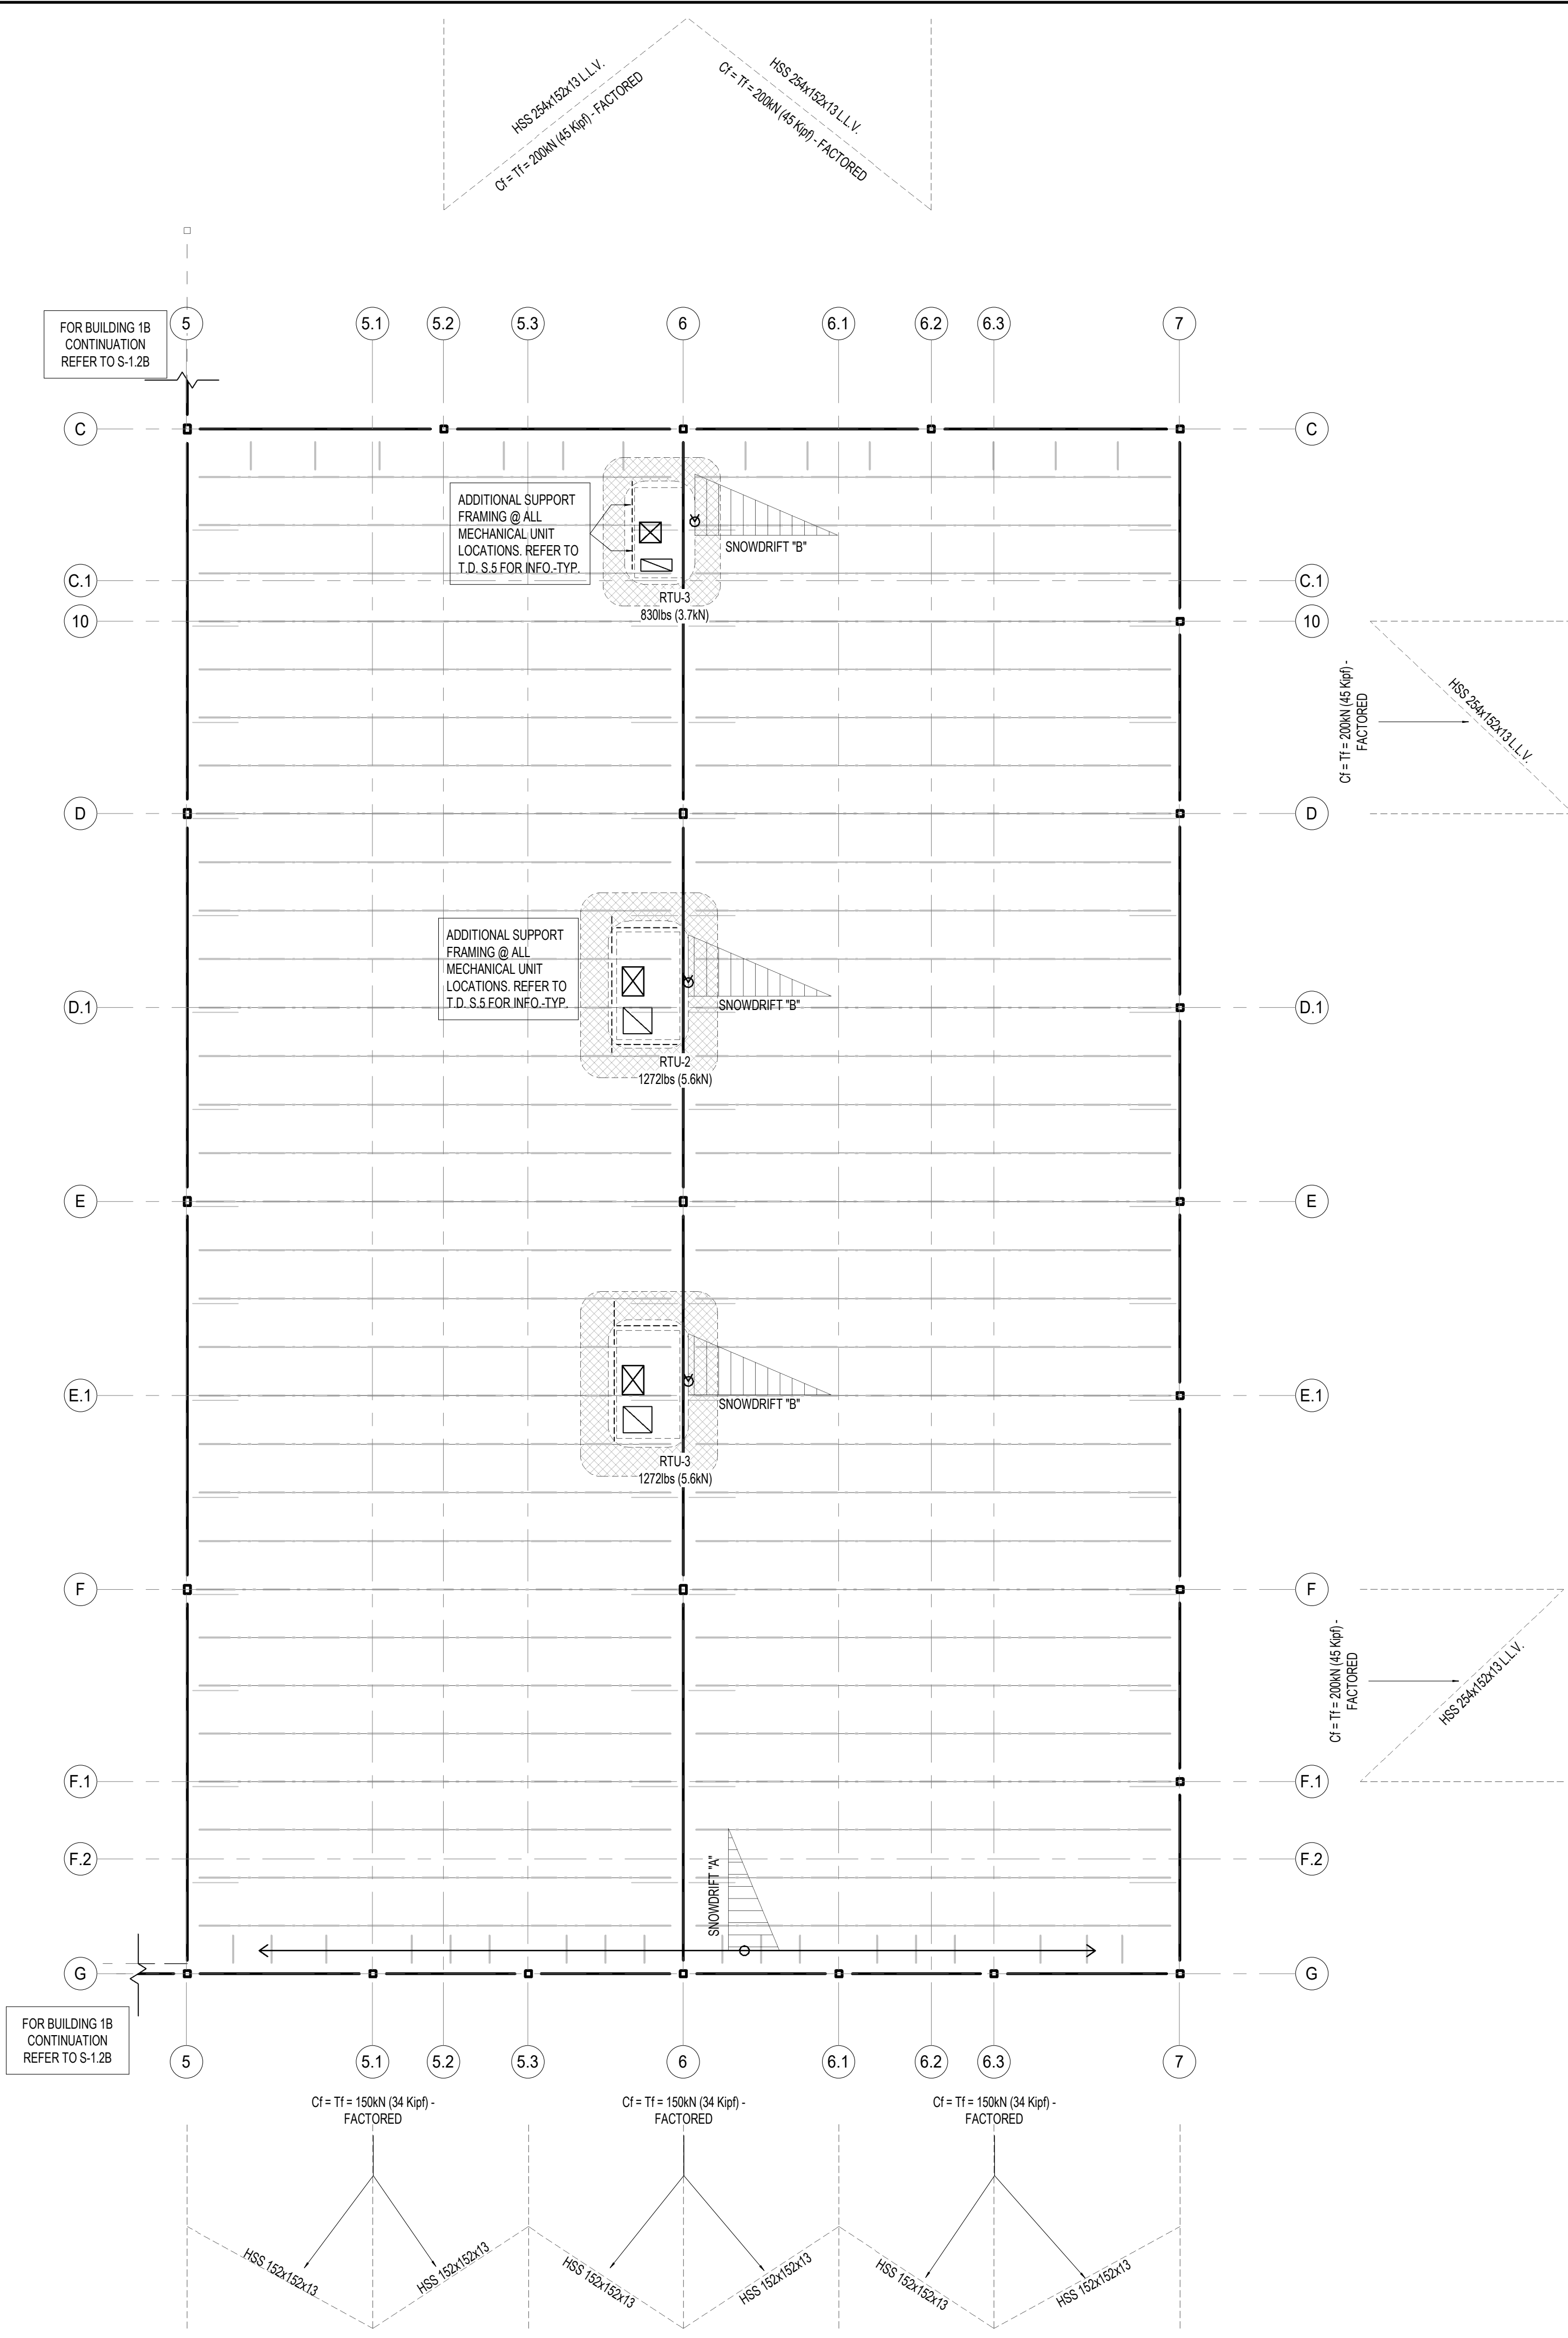 HSS 254x152x13 L.L.V.
Cf = Tf = 200kN (45 Kipf) - FACTORED
HSS 254x152x13 L.L.V.
Cf = Tf = 200kN (45 Kipf) - FACTORED
FOR BUILDING 1B
CONTINUATION
REFER TO S-1.2B
5
5.1
5.2
5.3
6
6.1
6.2
6.3
7
C
C
ADDITIONAL SUPPORT
FRAMING @ ALL
MECHANICAL UNIT
LOCATIONS. REFER TO
T.D. S.5 FOR INFO.-TYP.
SNOWDRIFT "B"
C.1
C.1
RTU-3
830lbs (3.7kN)
10
10
Cf = Tf = 200kN (45 Kipf) -
FACTORED
HSS 254x152x13 L.L.V.
D
D
ADDITIONAL SUPPORT
FRAMING @ ALL
MECHANICAL UNIT
LOCATIONS. REFER TO
T.D. S.5 FOR INFO.-TYP.
SNOWDRIFT "B"
D.1
D.1
RTU-2
1272lbs (5.6kN)
E
E
E.1
E.1
SNOWDRIFT "B"
RTU-3
1272lbs (5.6kN)
F
F
Cf = Tf = 200kN (45 Kipf) -
FACTORED
HSS 254x152x13 L.L.V.
F.1
F.1
F.2
F.2
SNOWDRIFT "A"
G
G
FOR BUILDING 1B
CONTINUATION
REFER TO S-1.2B
5
5.1
5.2
5.3
6
6.1
6.2
6.3
7
Cf = Tf = 150kN (34 Kipf) -
FACTORED
Cf = Tf = 150kN (34 Kipf) -
FACTORED
Cf = Tf = 150kN (34 Kipf) -
FACTORED
HSS 152x152x13
HSS 152x152x13
HSS 152x152x13
HSS 152x152x13
HSS 152x152x13
HSS 152x152x13